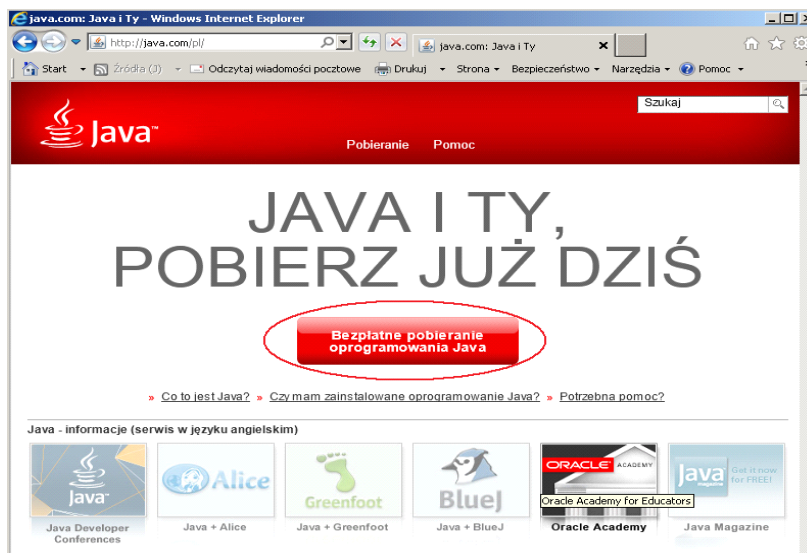 java.com: Java i Ty - Windows Internet Explorer
http://java.com/pl/
java.com: Java i Ty
Start
Źródła (J)
Odczytaj wiadomości pocztowe
Drukuj
Strona
Bezpieczeństwo
Narzędzia
Pomoc
Szukaj
Java™
Pobieranie Pomoc
JAVA I TY,
POBIERZ JUŻ DZIŚ
Bezpłatne pobieranie
oprogramowania Java
» Co to jest Java? » Czy mam zainstalowane oprogramowanie Java? » Potrzebna pomoc?
Java - informacje (serwis w języku angielskim)
Java™
Alice
Greenfoot
BlueJ
ORACLE ACADEMY
Java magazine
Get it now
for FREE!
Oracle Academy for Educators
Java Developer
Conferences
Java + Alice
Java + Greenfoot
Java + BlueJ
Oracle Academy
Java Magazine